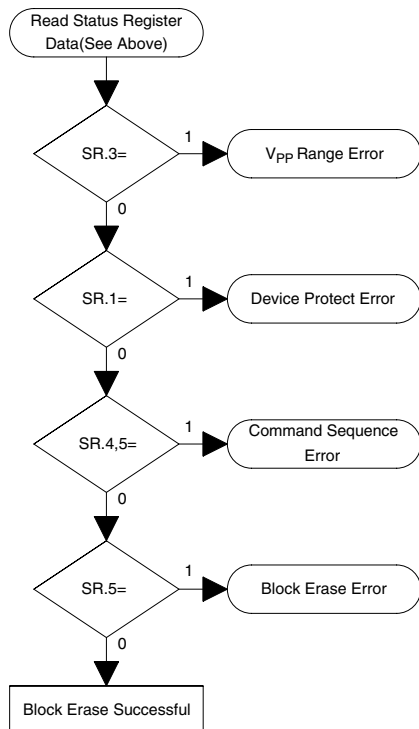 Read Status Register
Data(See Above)
SR.3=
1
VPP Range Error
0
SR.1=
1
Device Protect Error
0
SR.4,5=
1
Command Sequence
Error
0
SR.5=
1
Block Erase Error
0
Block Erase Successful